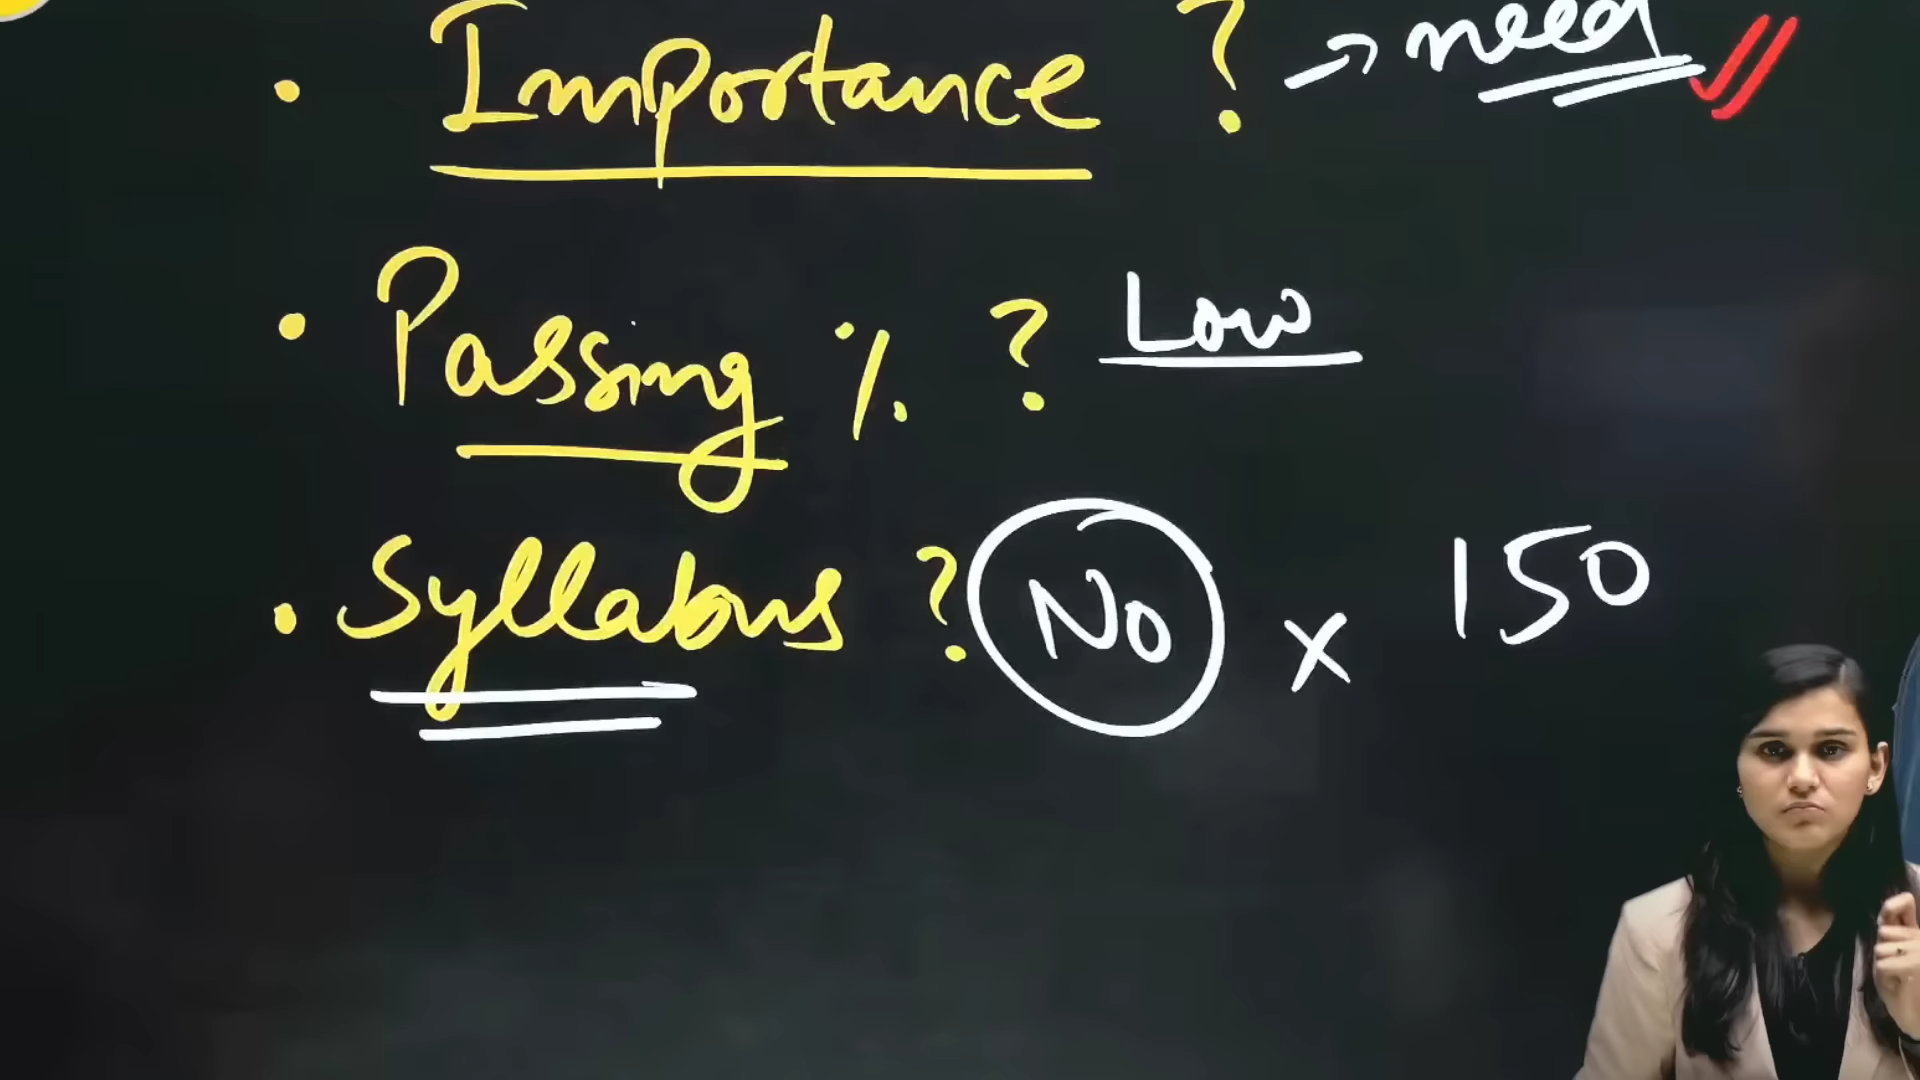 • Importance ? → need
• Passing % ? Low
• Syllabus ? No × 150